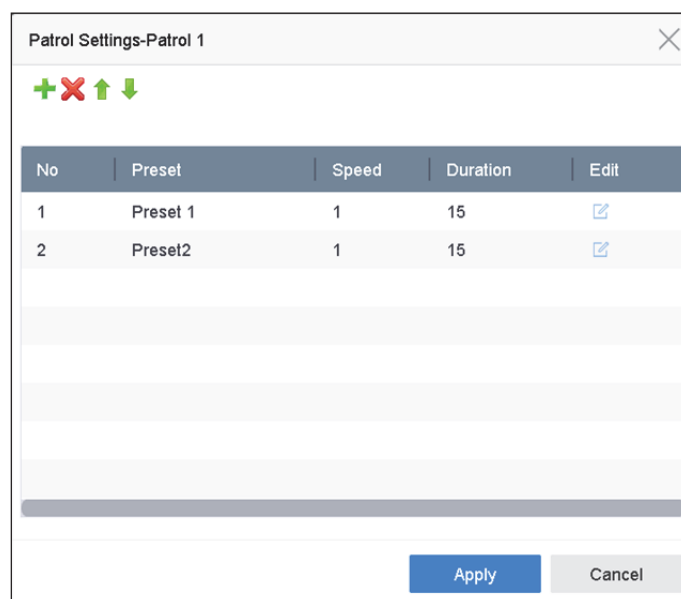 Patrol Settings-Patrol 1
No Preset Speed Duration Edit
1 Preset 1 1 15
2 Preset2 1 15
Apply Cancel